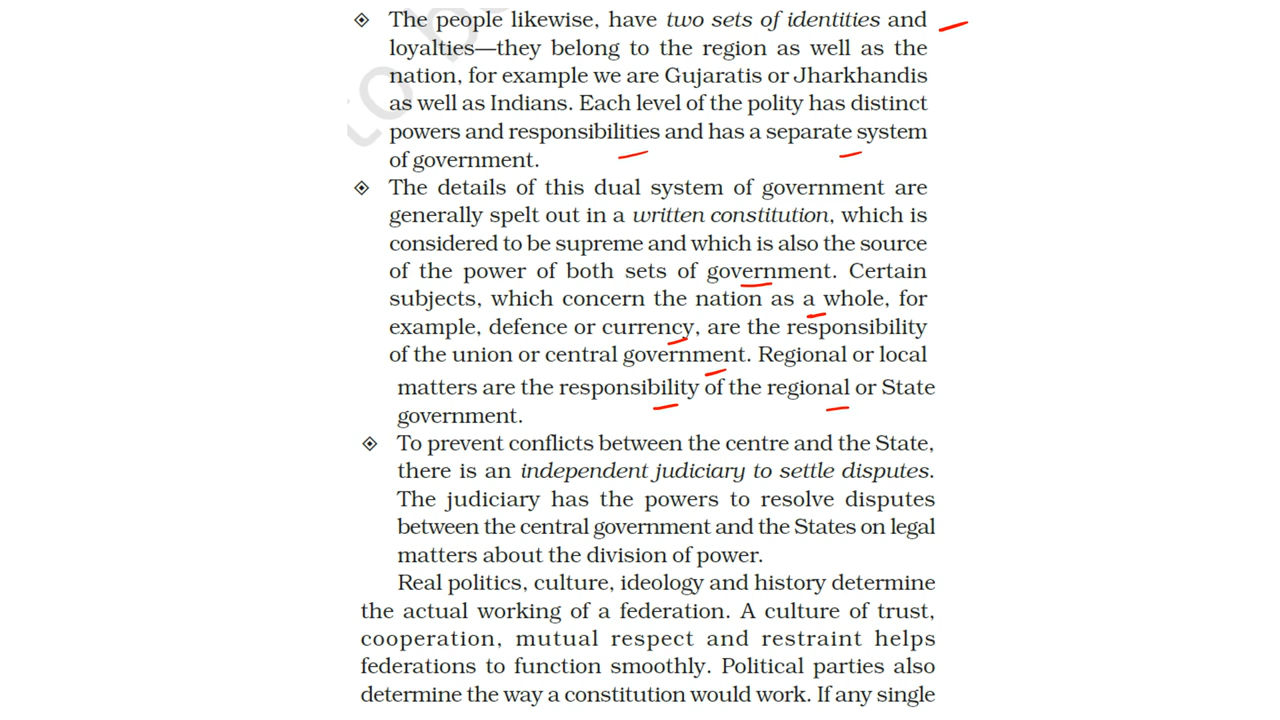 ◈ The people likewise, have two sets of identities and
loyalties—they belong to the region as well as the
nation, for example we are Gujaratis or Jharkhandis
as well as Indians. Each level of the polity has distinct
powers and responsibilities and has a separate system
of government.
◈ The details of this dual system of government are
generally spelt out in a written constitution, which is
considered to be supreme and which is also the source
of the power of both sets of government. Certain
subjects, which concern the nation as a whole, for
example, defence or currency, are the responsibility
of the union or central government. Regional or local
matters are the responsibility of the regional or State
government.
◈ To prevent conflicts between the centre and the State,
there is an independent judiciary to settle disputes.
The judiciary has the powers to resolve disputes
between the central government and the States on legal
matters about the division of power.
Real politics, culture, ideology and history determine
the actual working of a federation. A culture of trust,
cooperation, mutual respect and restraint helps
federations to function smoothly. Political parties also
determine the way a constitution would work. If any single